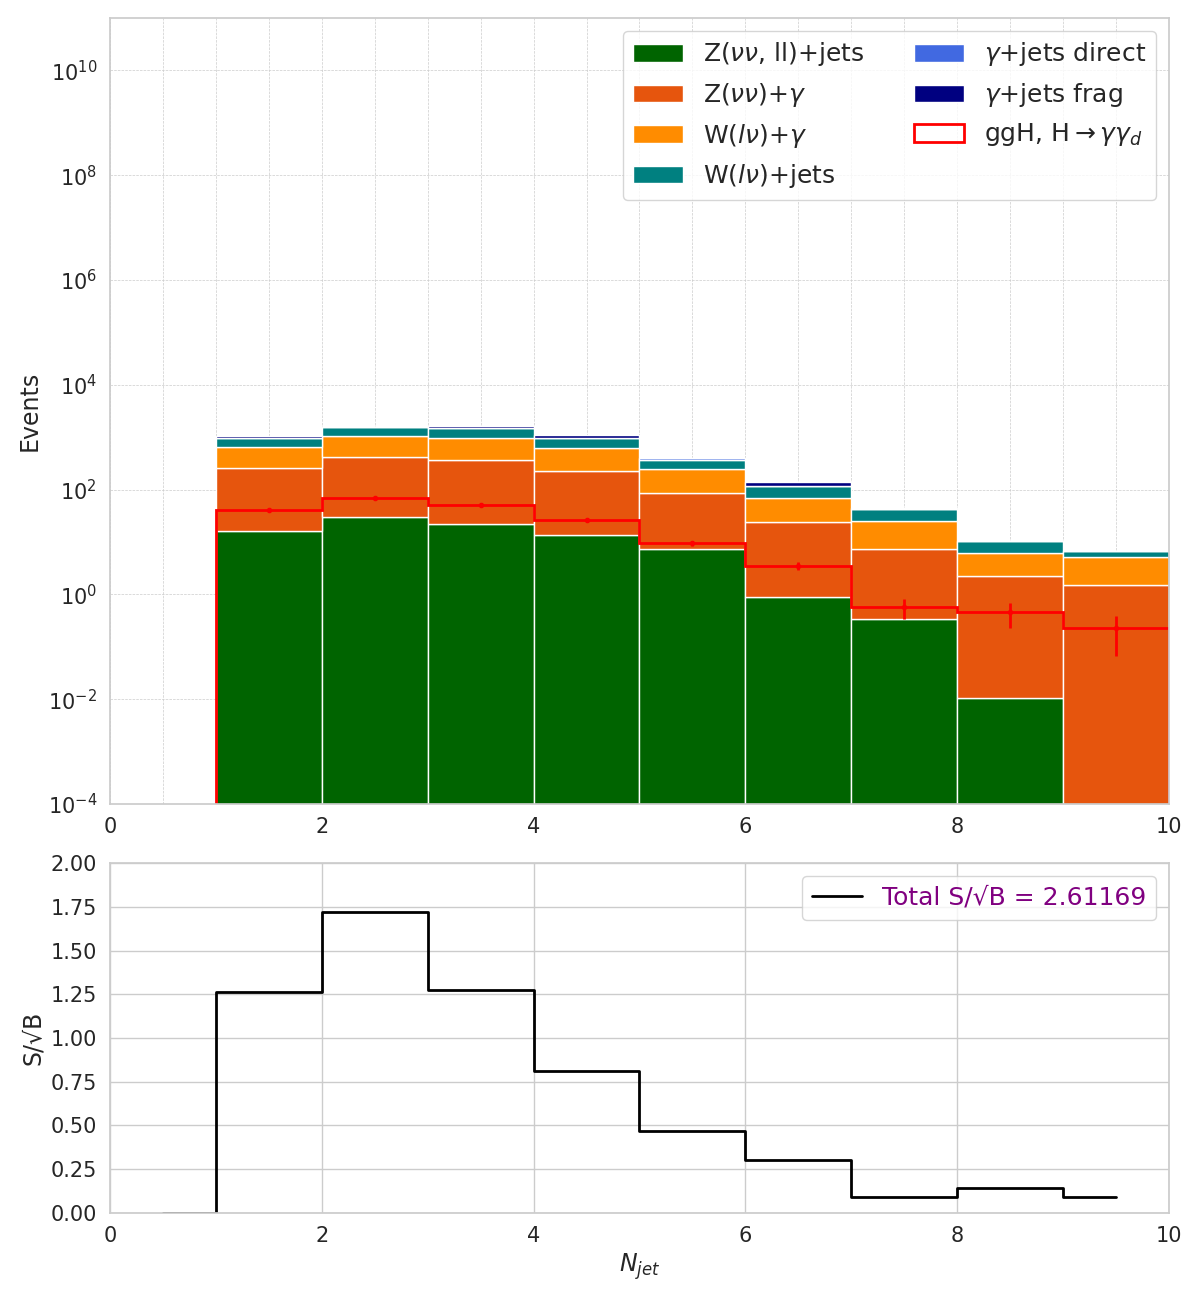 Z(νν, ll)+jets
Z(νν)+γ
W(lν)+γ
W(lν)+jets
γ+jets direct
γ+jets frag
ggH, H→γγ_d
Events
10^10
10^8
10^6
10^4
10^2
10^0
10^−2
10^−4
0 2 4 6 8 10
Total S/√B = 2.61169
S/√B
2.00
1.75
1.50
1.25
1.00
0.75
0.50
0.25
0.00
0 2 4 6 8 10
N_jet